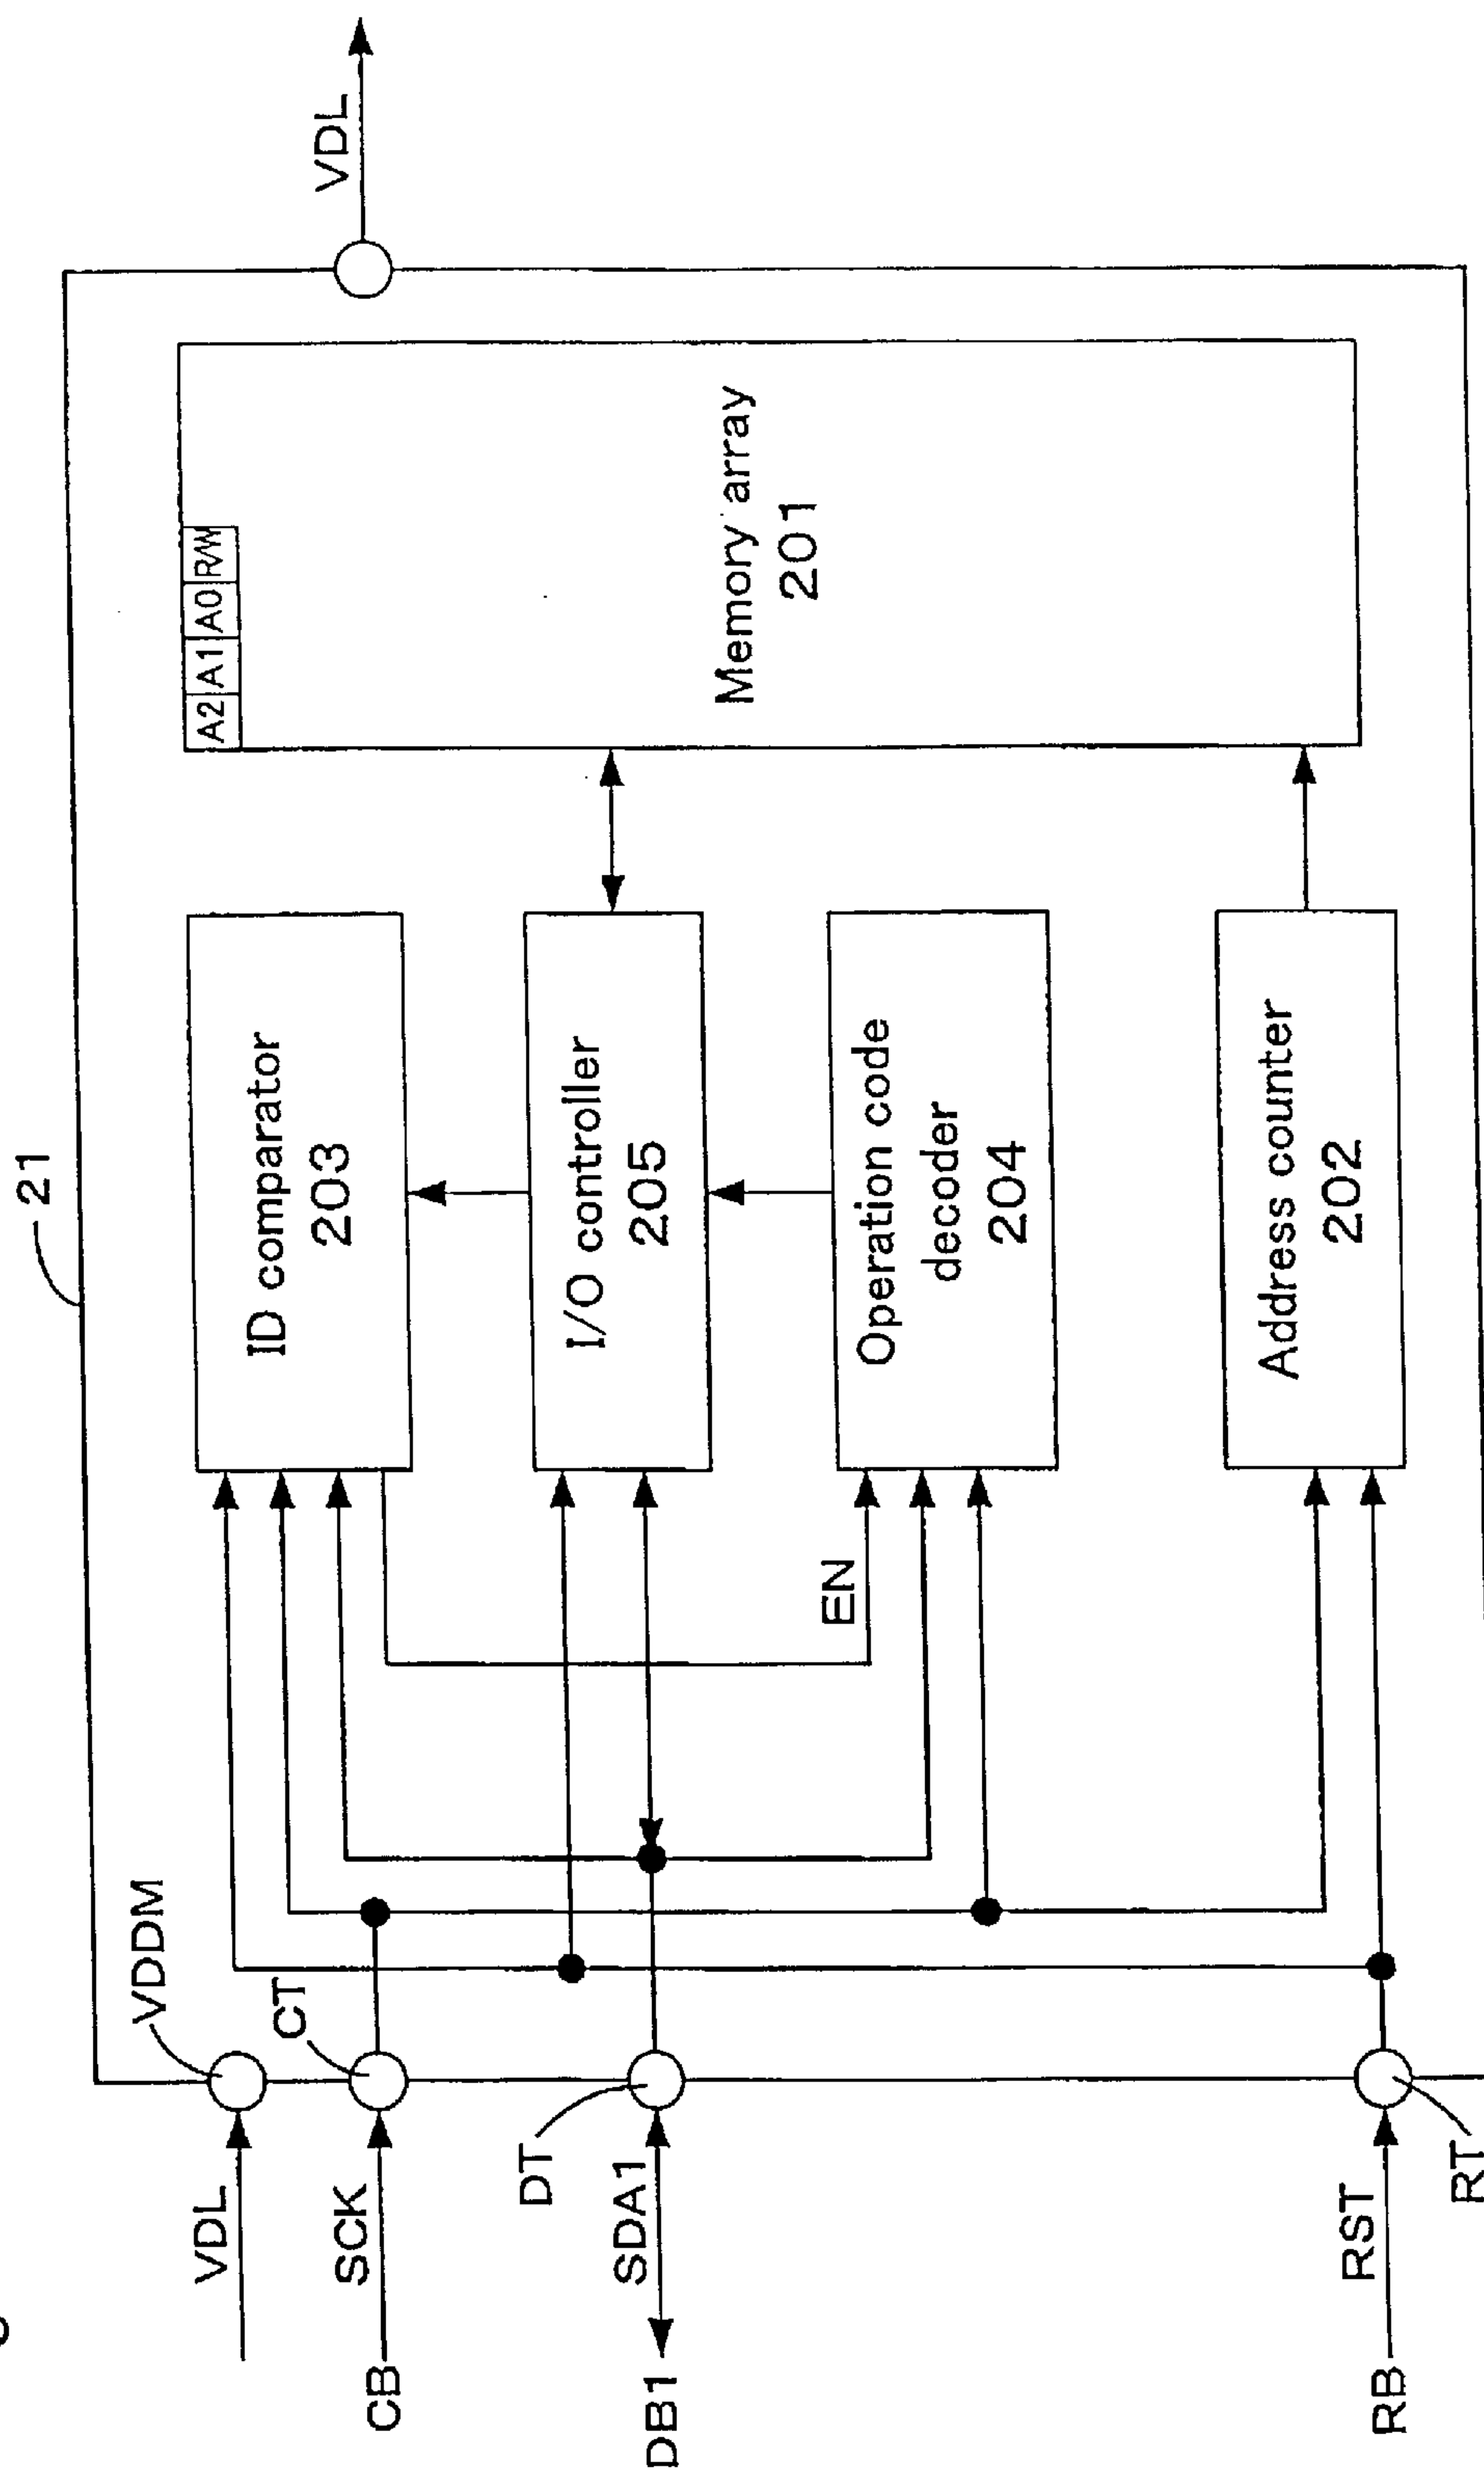 21
VDDM
VDL
CT
SCK
CB
DT
SDA1
DB1
RST
RB
RT
EN
ID comparator
203
I/O controller
205
Operation code
decoder
204
Address counter
202
A2 A1 A0 R/W
Memory array
201
VDL